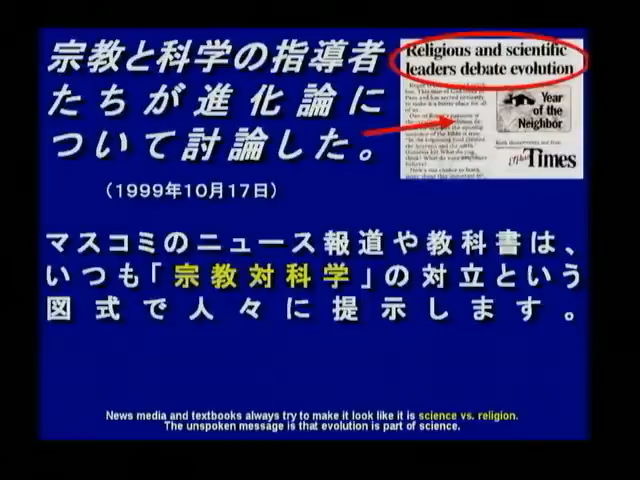 宗教と科学の指導者
たちが進化論に
ついて討論した。
（1999年10月17日）
Religious and scientific
leaders debate evolution
Year
of the
Neighbor
Times
マスコミのニュース報道や教科書は、
いつも「宗教対科学」の対立という
図式で人々に提示します。
News media and textbooks always try to make it look like it is science vs. religion.
The unspoken message is that evolution is part of science.